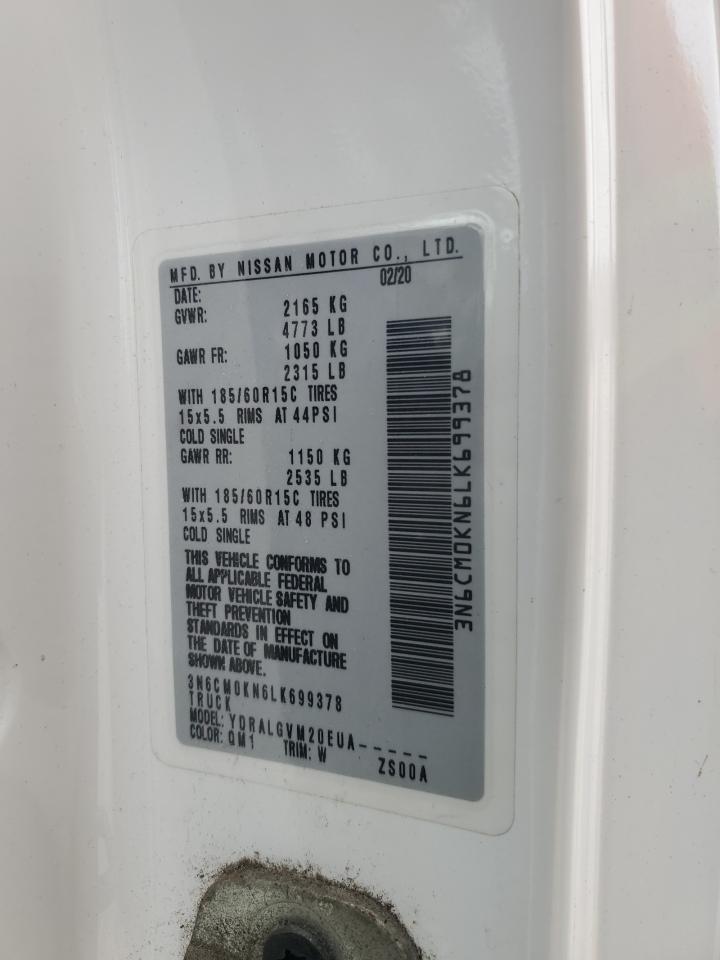 MFD. BY NISSAN MOTOR CO., LTD.
DATE: 02/20
GVWR: 2165 KG
4773 LB
GAWR FR: 1050 KG
2315 LB
WITH 185/60R15C TIRES
15x5.5 RIMS AT 44PSI
COLD SINGLE
GAWR RR: 1150 KG
2535 LB
WITH 185/60R15C TIRES
15x5.5 RIMS AT 48 PSI
COLD SINGLE
THIS VEHICLE CONFORMS TO
ALL APPLICABLE FEDERAL
MOTOR VEHICLE SAFETY AND
THEFT PREVENTION
STANDARDS IN EFFECT ON
THE DATE OF MANUFACTURE
SHOWN ABOVE.
3N6CM0KN6LK699378
TRUCK
MODEL: YDRALGVM20EUA-----
COLOR: QM1 TRIM: W ZS00A
3N6CM0KN6LK699378